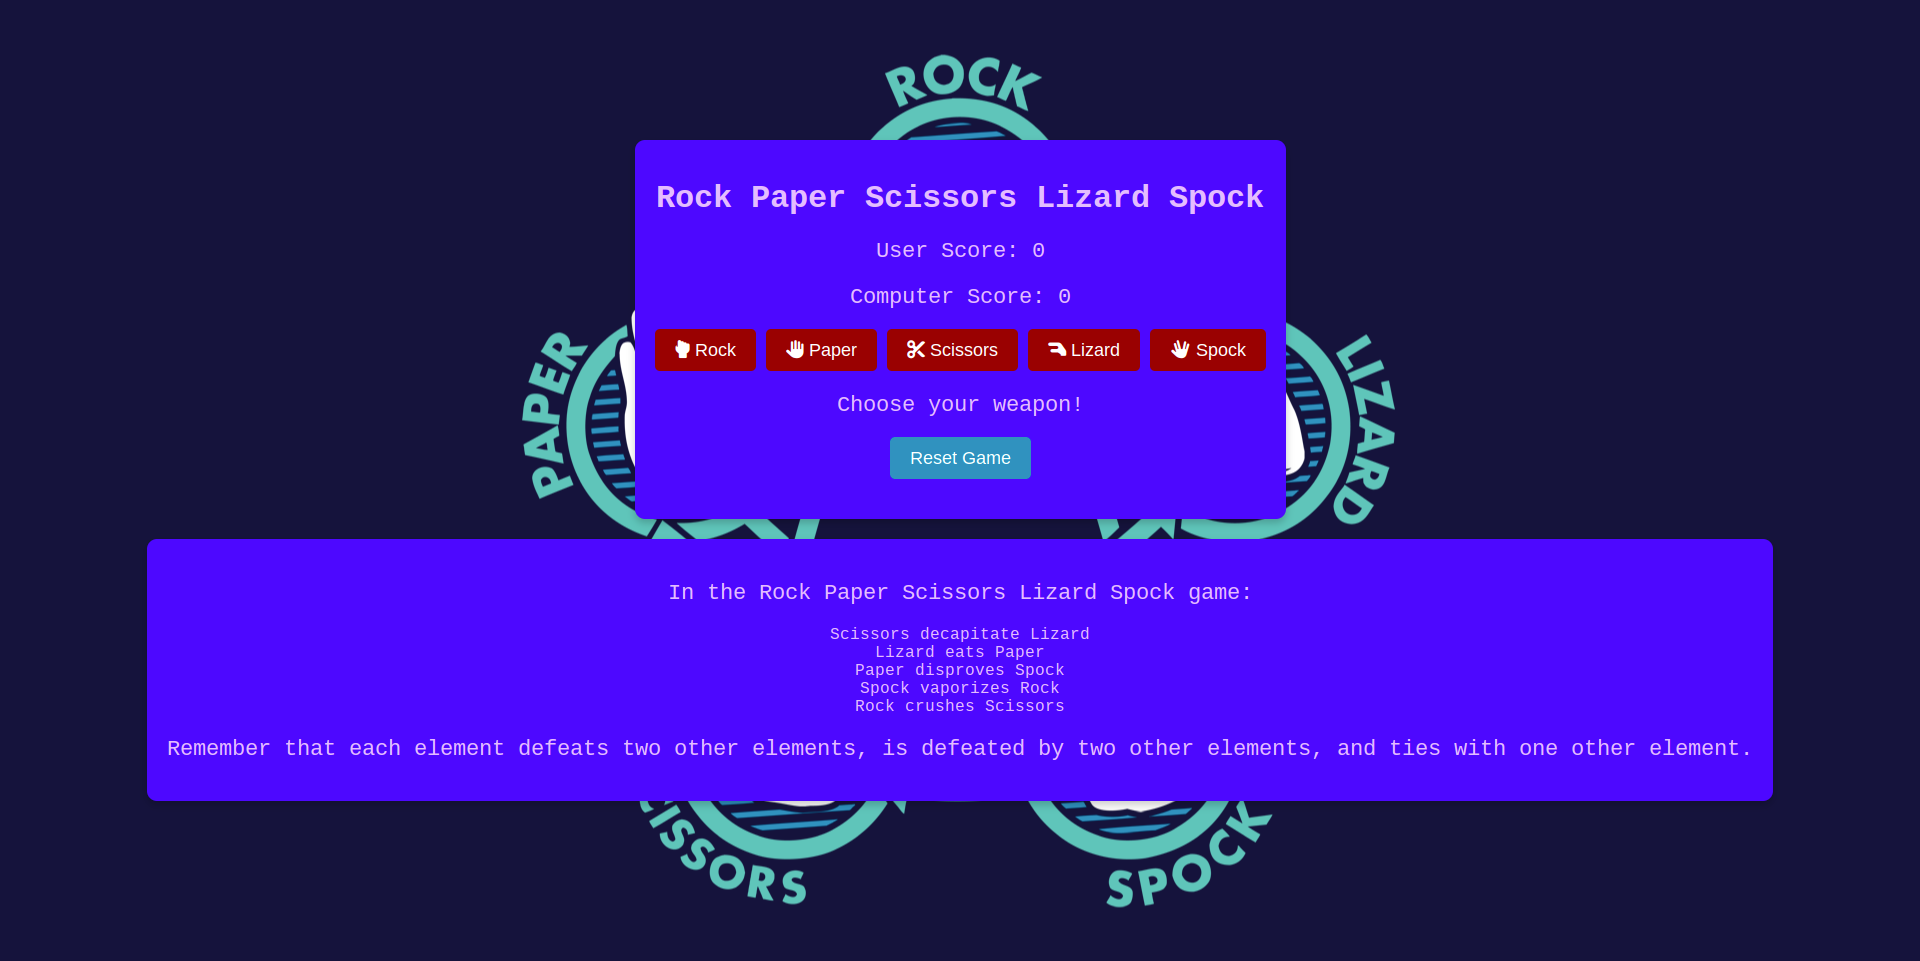 ROCK
Rock Paper Scissors Lizard Spock
User Score: 0
Computer Score: 0
Rock Paper Scissors Lizard Spock
PAPER
LIZARD
Choose your weapon!
Reset Game
In the Rock Paper Scissors Lizard Spock game:
Scissors decapitate Lizard
Lizard eats Paper
Paper disproves Spock
Spock vaporizes Rock
Rock crushes Scissors
Remember that each element defeats two other elements, is defeated by two other elements, and ties with one other element.
CISSORS
SPOCK